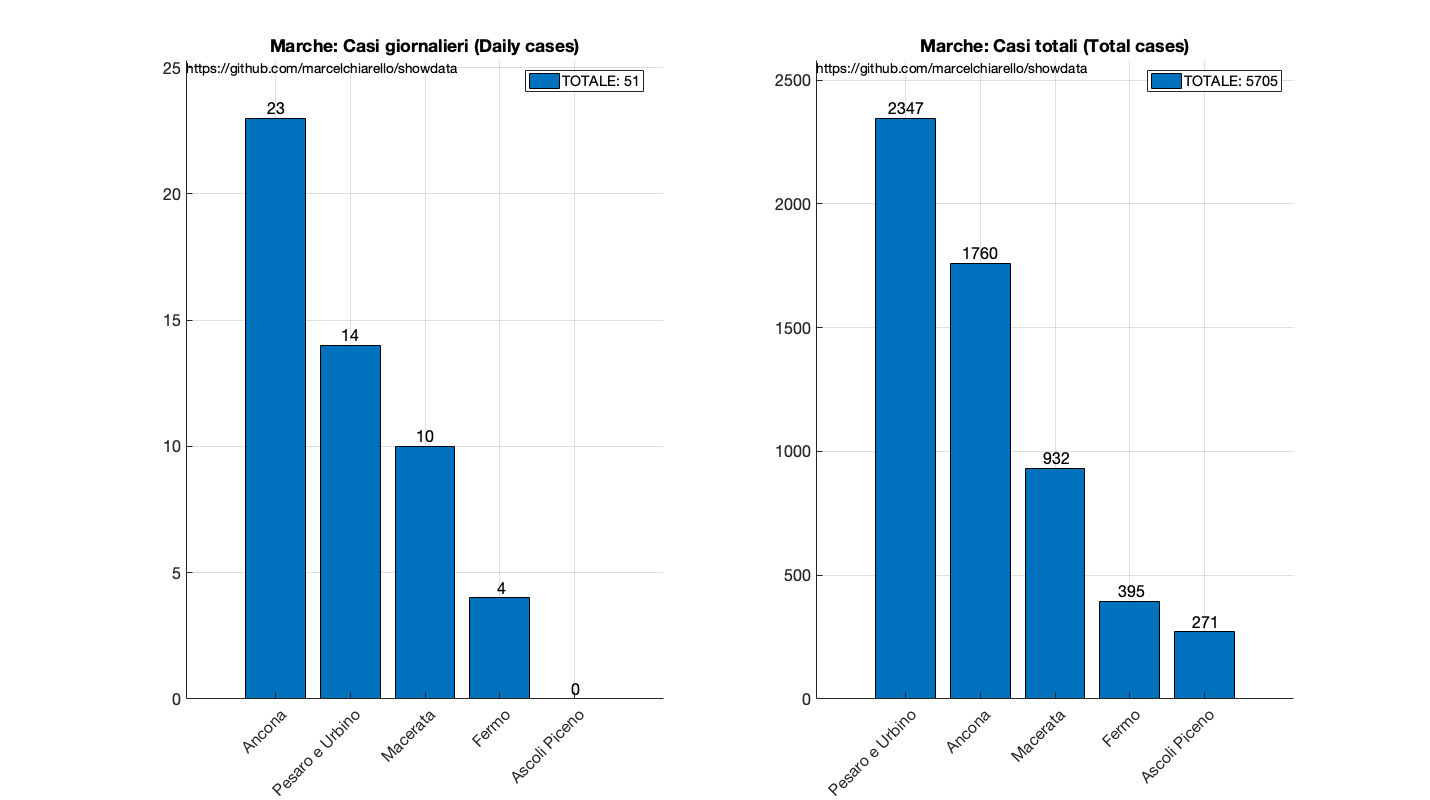 Marche: Casi giornalieri (Daily cases)
https://github.com/marcelchiarello/showdata
TOTALE: 51
25
20
15
10
5
0
23
14
10
4
0
Ancona
Pesaro e Urbino
Macerata
Fermo
Ascoli Piceno
Marche: Casi totali (Total cases)
https://github.com/marcelchiarello/showdata
TOTALE: 5705
2500
2000
1500
1000
500
0
2347
1760
932
395
271
Pesaro e Urbino
Ancona
Macerata
Fermo
Ascoli Piceno